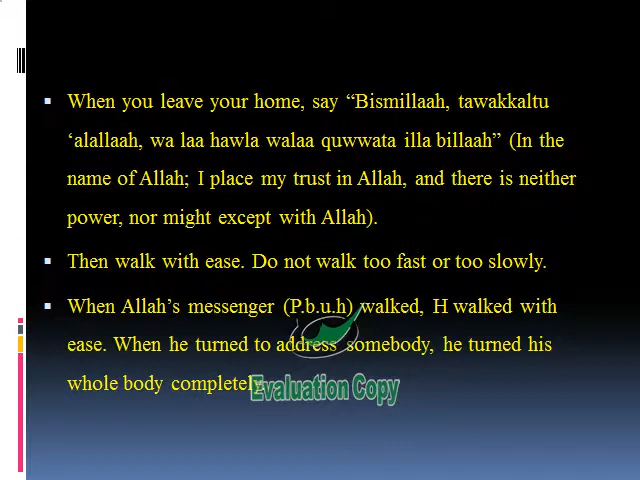 When you leave your home, say “Bismillaah, tawakkaltu
‘alallaah, wa laa hawla walaa quwwata illa billaah” (In the
name of Allah; I place my trust in Allah, and there is neither
power, nor might except with Allah).
Then walk with ease. Do not walk too fast or too slowly.
When Allah’s messenger (P.b.u.h) walked, H walked with
ease. When he turned to address somebody, he turned his
whole body completely.
Evaluation Copy